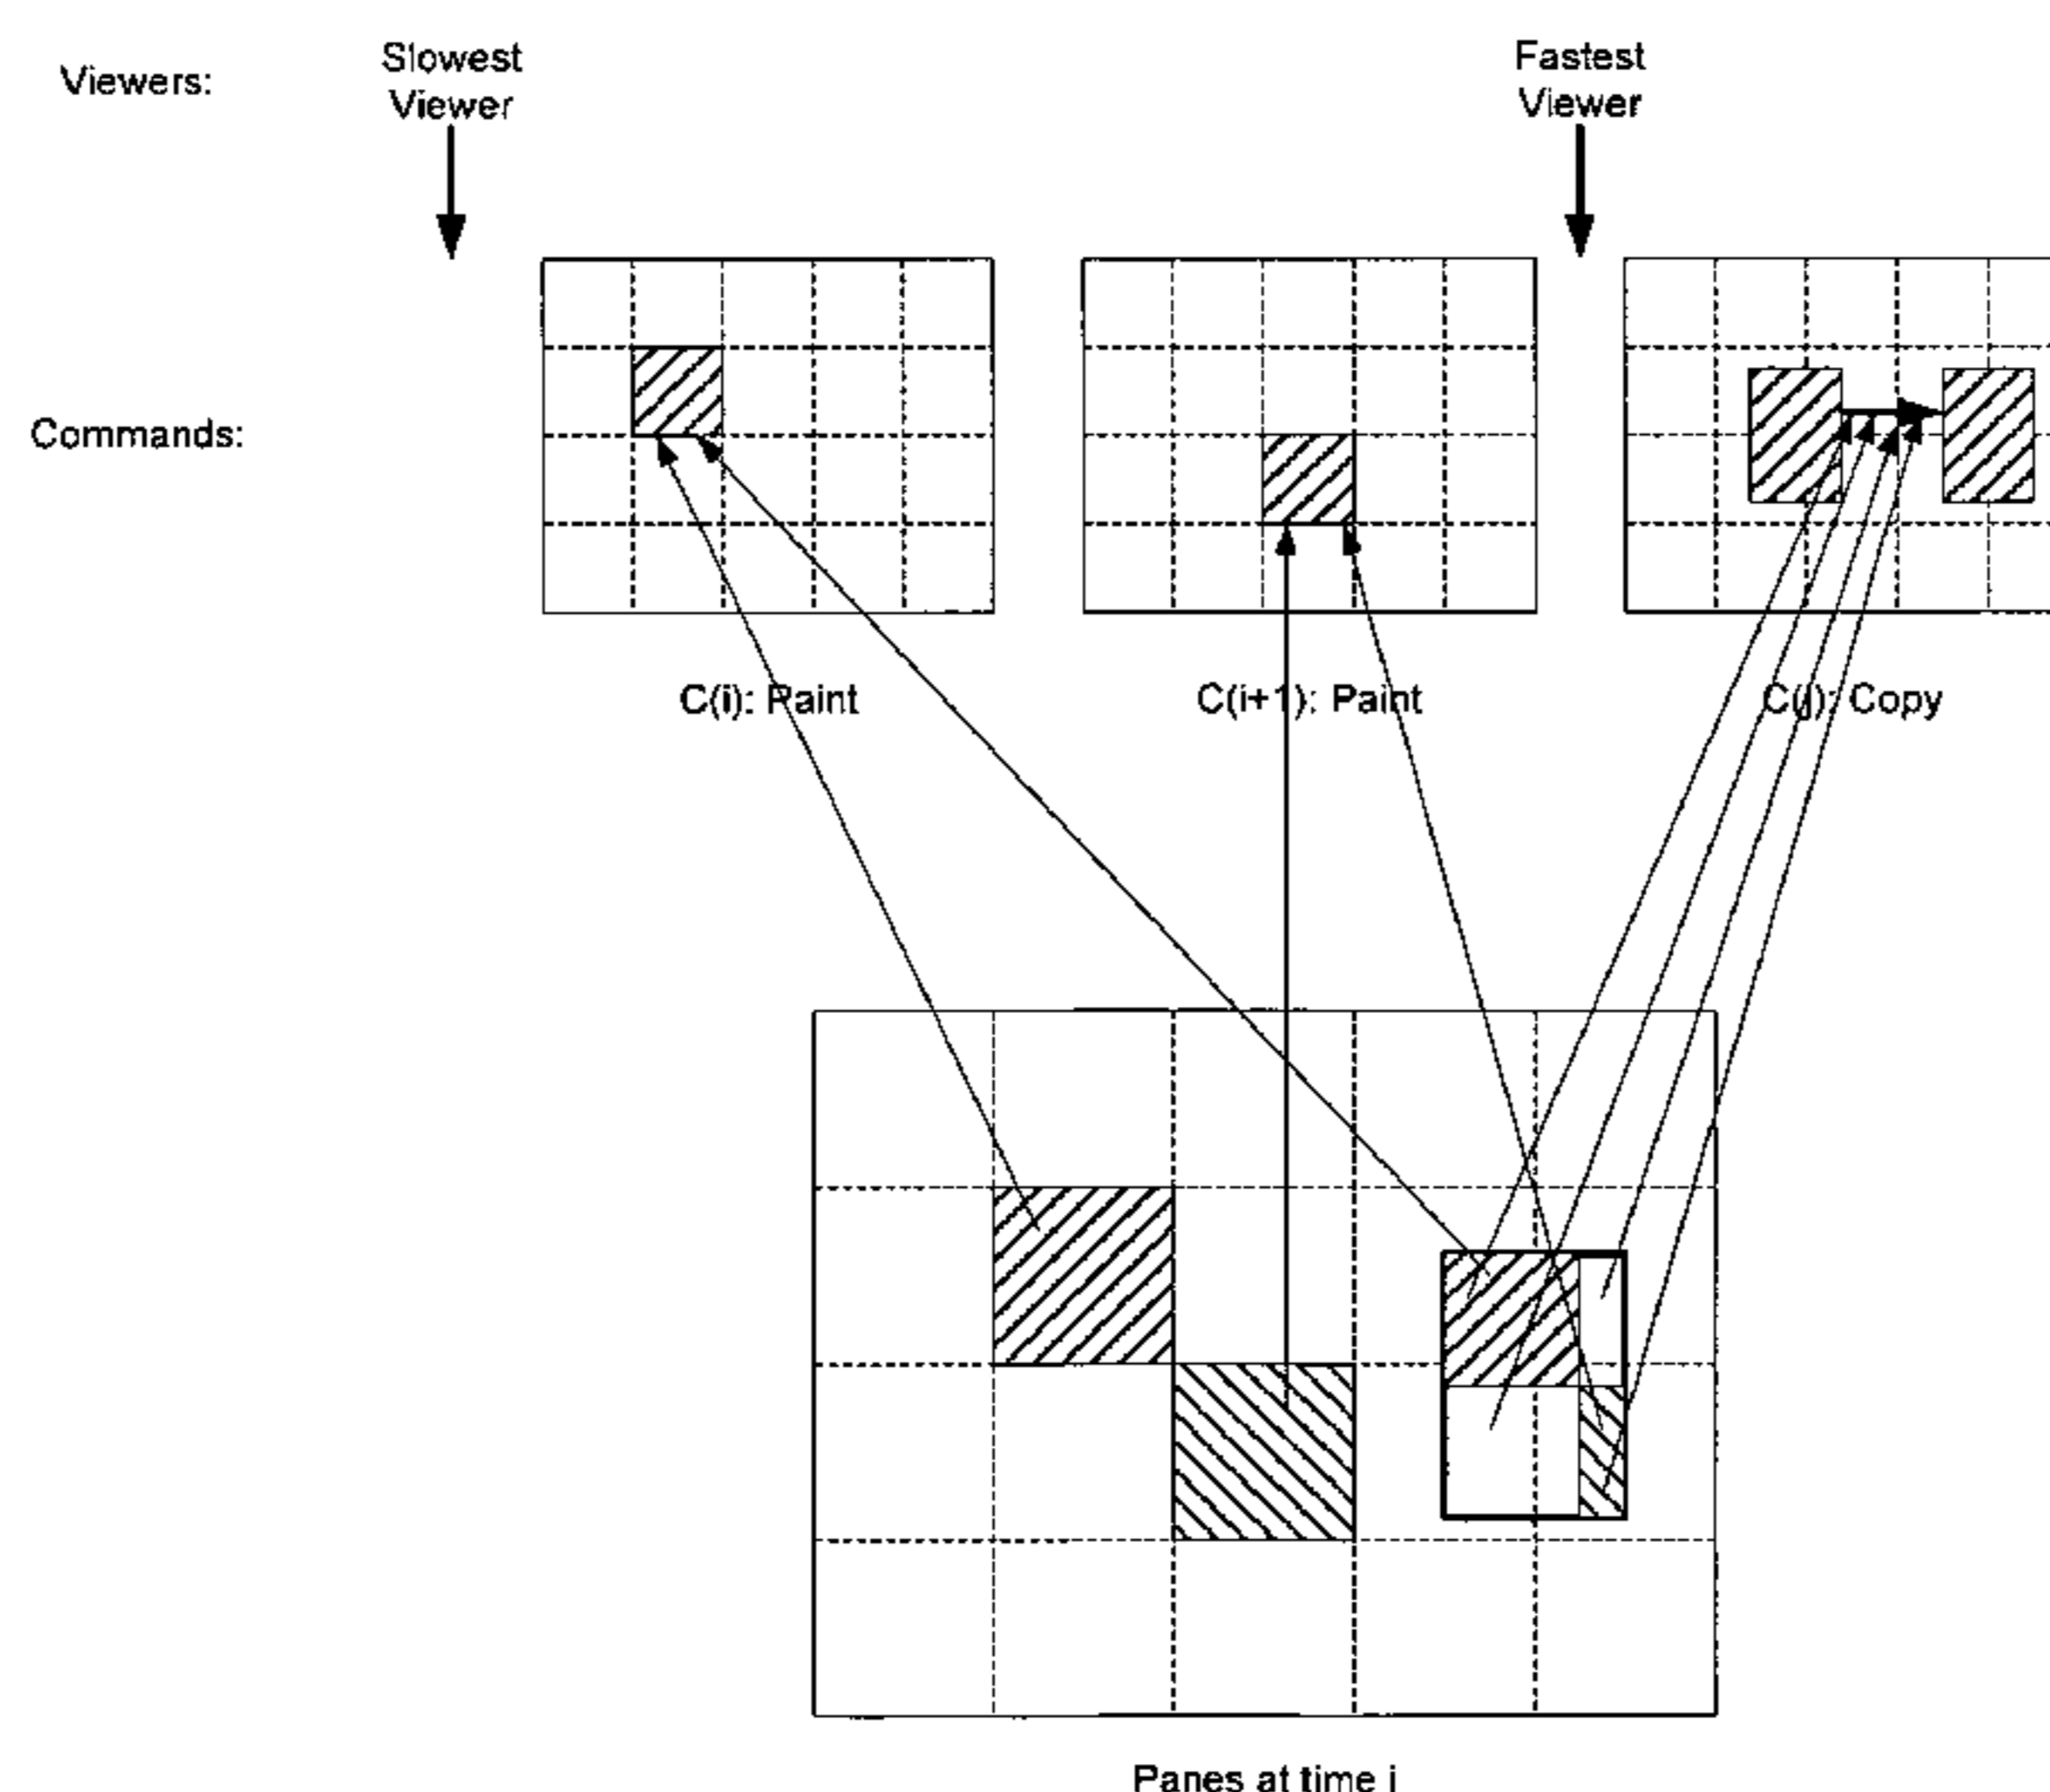 Viewers:
Slowest
Viewer
Fastest
Viewer
Commands:
C(i): Paint
C(i+1): Paint
C(j): Copy
Panes at time j